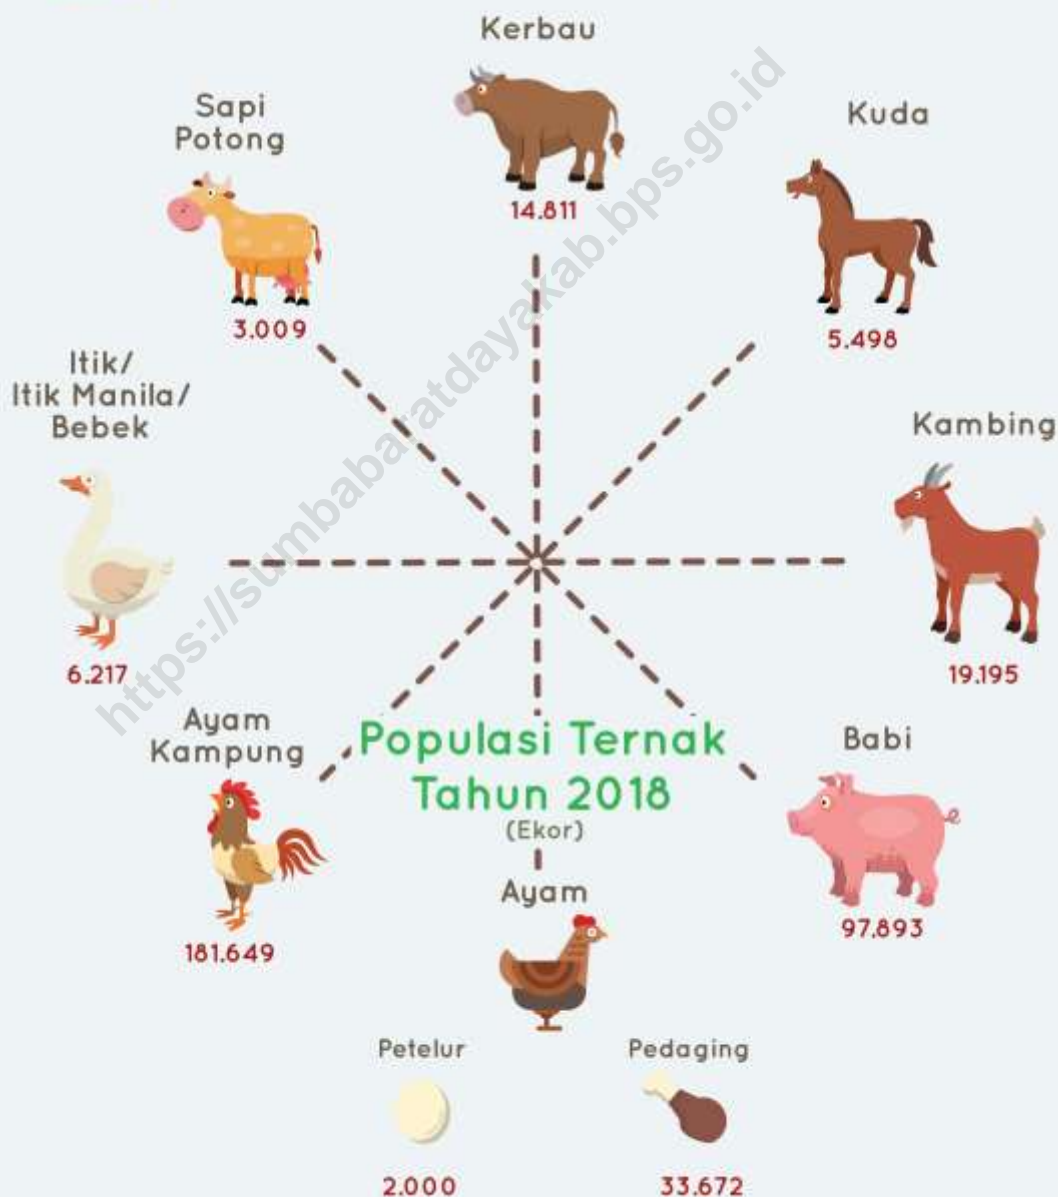 Kerbau
14.811
Sapi
Potong
3.009
Kuda
5.498
Itik/
Itik Manila/
Bebek
6.217
Kambing
19.195
Ayam
Kampung
181.649
Populasi Ternak
Tahun 2018
(Ekor)
Babi
97.893
Ayam
Petelur
2.000
Pedaging
33.672
https://sumbabaratdayakab.bps.go.id